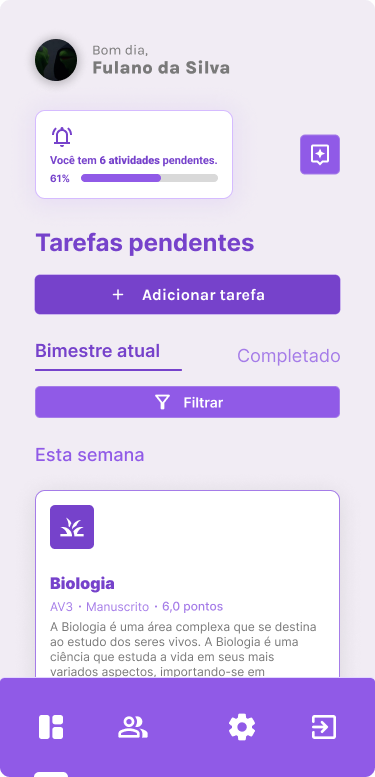 Bom dia,
Fulano da Silva
Você tem 6 atividades pendentes.
61%
Tarefas pendentes
+ Adicionar tarefa
Bimestre atual
Completado
Filtrar
Esta semana
Biologia
AV3 · Manuscrito · 6,0 pontos
A Biologia é uma área complexa que se destina
ao estudo dos seres vivos. A Biologia é uma
ciência que estuda a vida em seus mais
variados aspectos, importando-se em